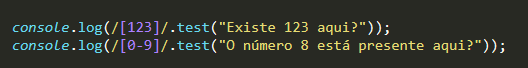 console.log(/[123]/.test("Existe 123 aqui?"));
console.log(/[0-9]/.test("O número 8 está presente aqui?"));